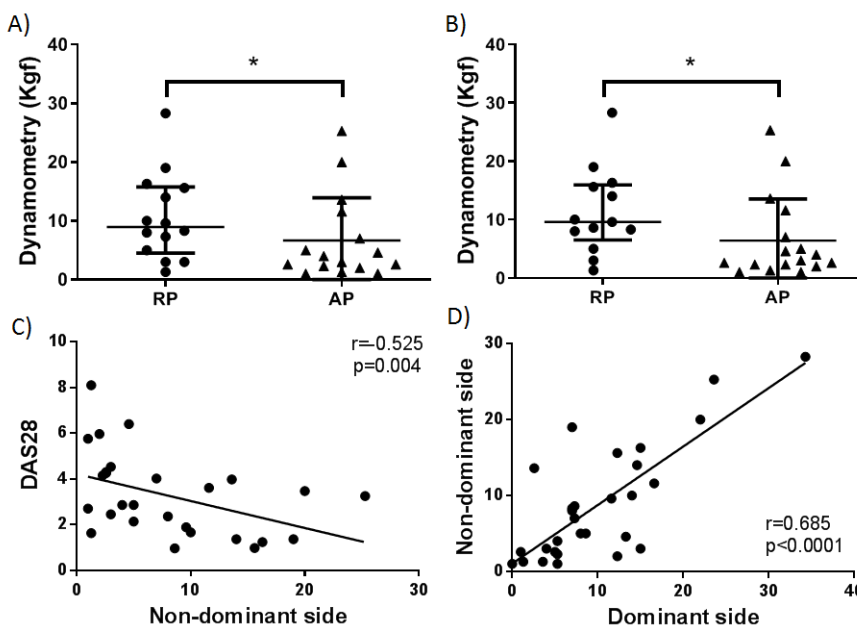 A)
Dynamometry (Kgf)
40
30
20
10
0
*
RP
AP
B)
Dynamometry (Kgf)
40
30
20
10
0
*
RP
AP
C)
DAS28
10
8
6
4
2
0
r=-0.525
p=0.004
0
10
20
30
Non-dominant side
D)
Non-dominant side
40
30
20
10
0
r=0.685
p<0.0001
0
10
20
30
40
Dominant side